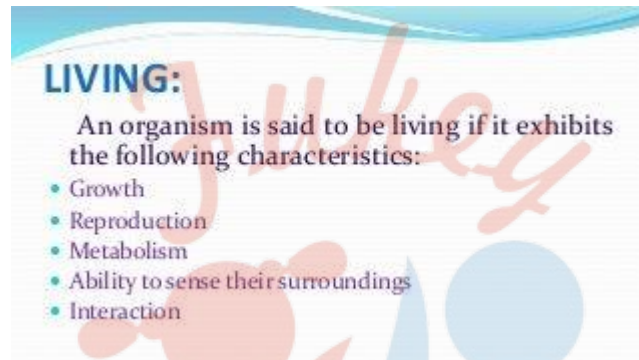 LIVING:
An organism is said to be living if it exhibits
the following characteristics:
• Growth
• Reproduction
• Metabolism
• Ability to sense their surroundings
• Interaction
Jukey